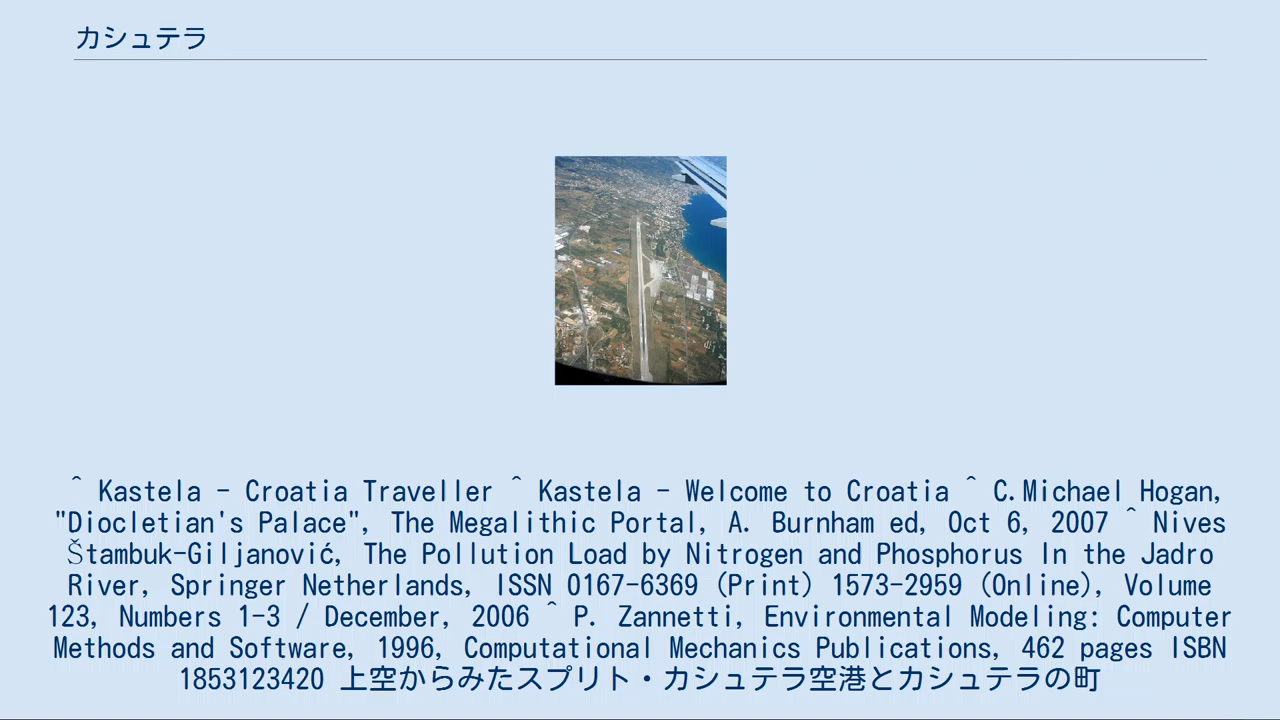 カシュテラ
^ Kastela - Croatia Traveller ^ Kastela - Welcome to Croatia ^ C.Michael Hogan,
"Diocletian's Palace", The Megalithic Portal, A. Burnham ed, Oct 6, 2007 ^ Nives
Štambuk-Giljanović, The Pollution Load by Nitrogen and Phosphorus In the Jadro
River, Springer Netherlands, ISSN 0167-6369 (Print) 1573-2959 (Online), Volume
123, Numbers 1-3 / December, 2006 ^ P. Zannetti, Environmental Modeling: Computer
Methods and Software, 1996, Computational Mechanics Publications, 462 pages ISBN
1853123420 上空からみたスプリト・カシュテラ空港とカシュテラの町